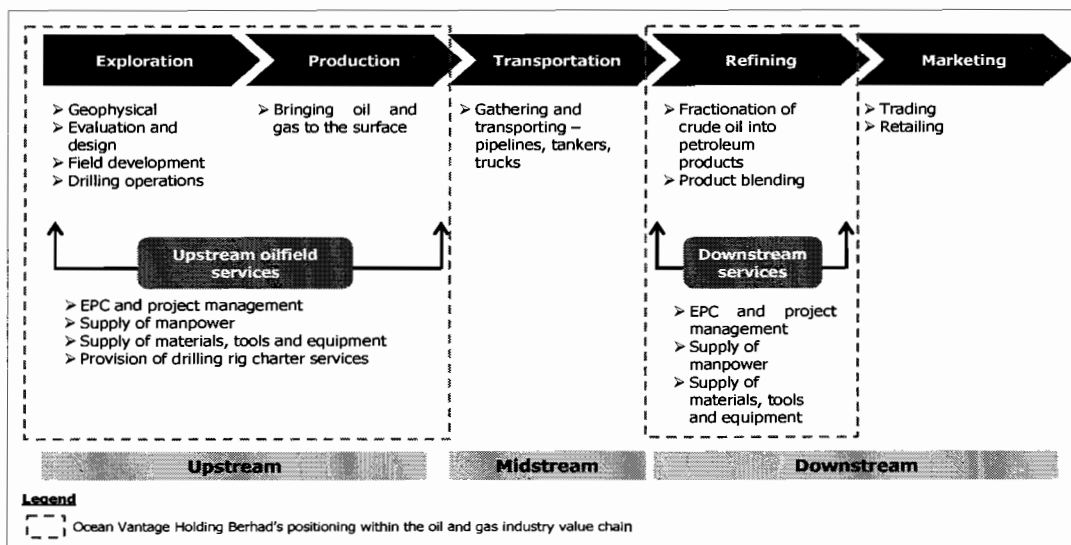 Exploration
Production
Transportation
Refining
Marketing
➢ Geophysical
➢ Evaluation and
design
➢ Field development
➢ Drilling operations
➢ Bringing oil and
gas to the surface
➢ Gathering and
transporting –
pipelines, tankers,
trucks
➢ Fractionation of
crude oil into
petroleum
products
➢ Product blending
➢ Trading
➢ Retailing
Upstream oilfield
services
➢ EPC and project management
➢ Supply of manpower
➢ Supply of materials, tools and equipment
➢ Provision of drilling rig charter services
Downstream
services
➢ EPC and project
management
➢ Supply of
manpower
➢ Supply of
materials, tools
and equipment
Upstream
Midstream
Downstream
Legend
Ocean Vantage Holding Berhad's positioning within the oil and gas industry value chain